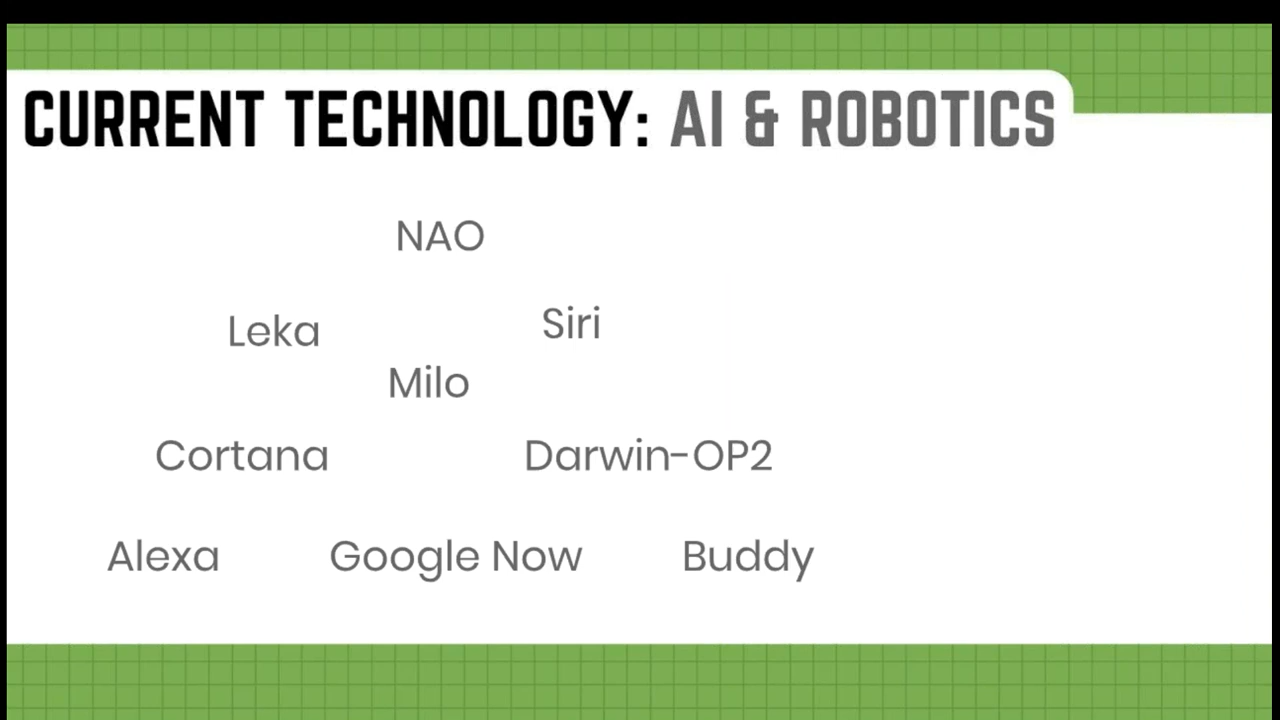 CURRENT TECHNOLOGY: AI & ROBOTICS
NAO
Leka
Siri
Milo
Cortana
Darwin-OP2
Alexa
Google Now
Buddy